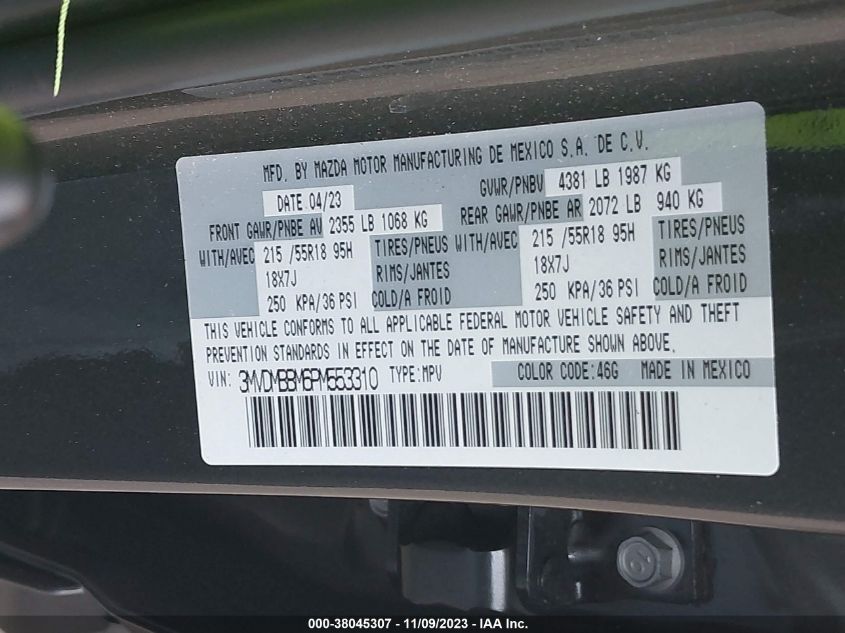 MFD. BY MAZDA MOTOR MANUFACTURING DE MEXICO S.A. DE C.V.
DATE 04/23 GVWR/PNBV 4381 LB 1987 KG
FRONT GAWR/PNBE AV 2355 LB 1068 KG REAR GAWR/PNBE AR 2072 LB 940 KG
WITH/AVEC 215 /55R18 95H TIRES/PNEUS WITH/AVEC 215 /55R18 95H TIRES/PNEUS
18X7J RIMS/JANTES 18X7J RIMS/JANTES
250 KPA/36 PSI COLD/A FROID 250 KPA/36 PSI COLD/A FROID
THIS VEHICLE CONFORMS TO ALL APPLICABLE FEDERAL MOTOR VEHICLE SAFETY AND THEFT
PREVENTION STANDARDS IN EFFECT ON THE DATE OF MANUFACTURE SHOWN ABOVE.
VIN: 3MVDMBBM6PM553310 TYPE:MPV COLOR CODE:46G MADE IN MEXICO
000-38045307 - 11/09/2023 - IAA Inc.